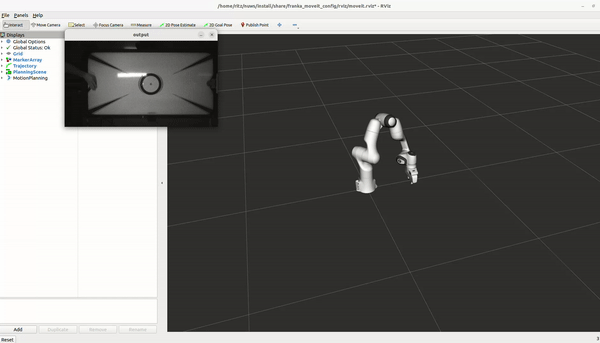 /home/ritz/nuws/install/share/franka_moveit_config/rviz/moveit.rviz* - RViz
File Panels Help
Interact Move Camera Select Focus Camera Measure 2D Pose Estimate 2D Goal Pose Publish Point
Displays
output
Global Options
Global Status: Ok
Grid
MarkerArray
Trajectory
PlanningScene
MotionPlanning
Add Duplicate Remove Rename
Reset